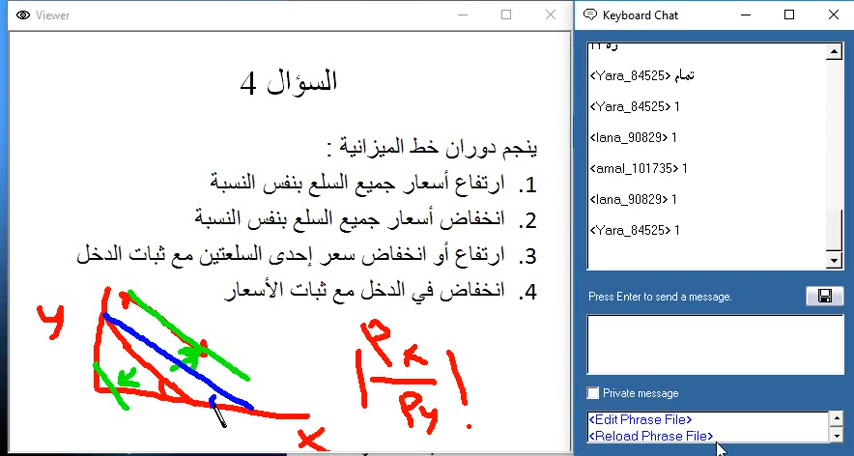 Viewer
السؤال 4
ينجم دوران خط الميزانية :
1. ارتفاع أسعار جميع السلع بنفس النسبة
2. انخفاض أسعار جميع السلع بنفس النسبة
3. ارتفاع أو انخفاض سعر إحدى السلعتين مع ثبات الدخل
4. انخفاض في الدخل مع ثبات الأسعار
y
x
| Px
Py |
Keyboard Chat
<Yara_84525> تمام
<Yara_84525> 1
<lana_90829> 1
<amal_101735> 1
<lana_90829> 1
<Yara_84525> 1
Press Enter to send a message.
Private message
<Edit Phrase File>
<Reload Phrase File>